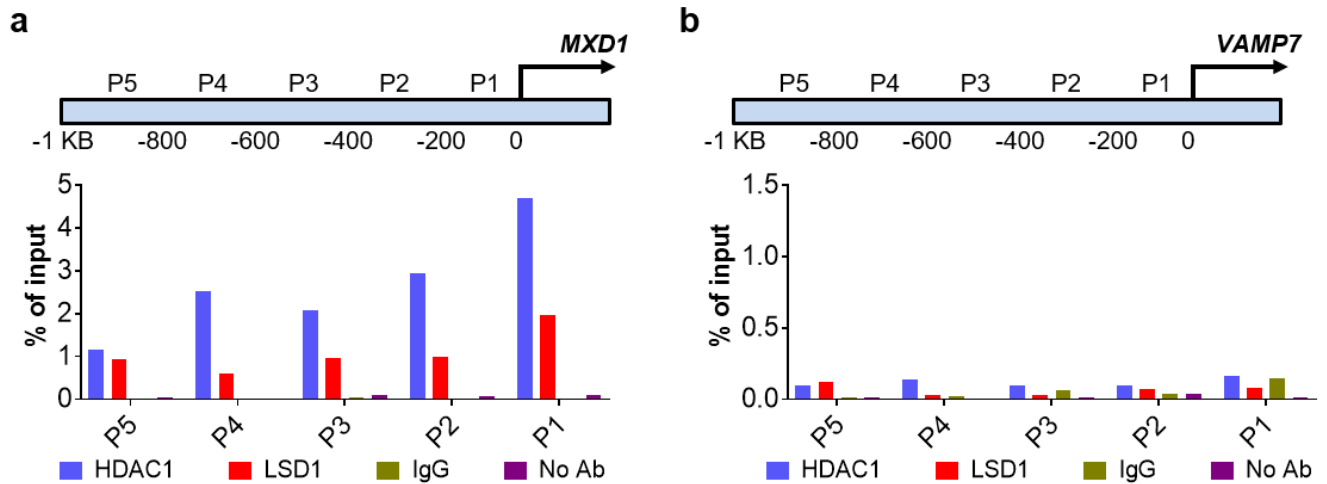 a
MXD1
P5 P4 P3 P2 P1
-1 KB -800 -600 -400 -200 0
% of input
5
4
3
2
1
0
P5 P4 P3 P2 P1
HDAC1 LSD1 IgG No Ab
b
VAMP7
P5 P4 P3 P2 P1
-1 KB -800 -600 -400 -200 0
% of input
1.5
1.0
0.5
0.0
P5 P4 P3 P2 P1
HDAC1 LSD1 IgG No Ab